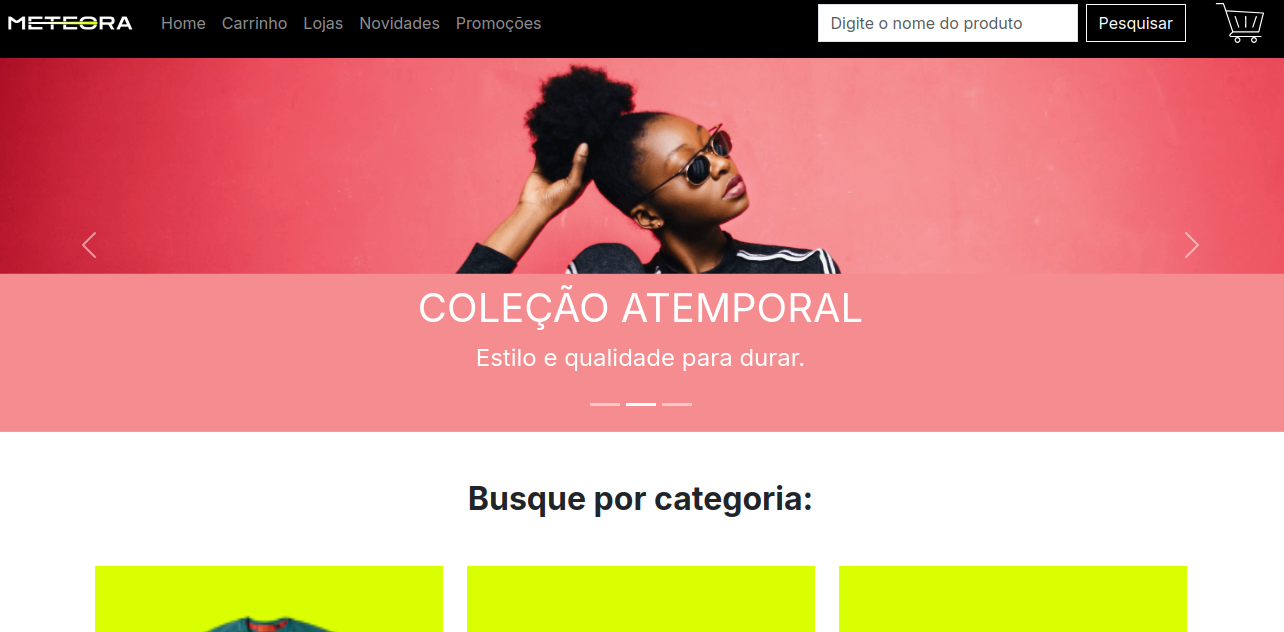 METEORA Home Carrinho Lojas Novidades Promoções Digite o nome do produto Pesquisar
COLEÇÃO ATEMPORAL
Estilo e qualidade para durar.
Busque por categoria: